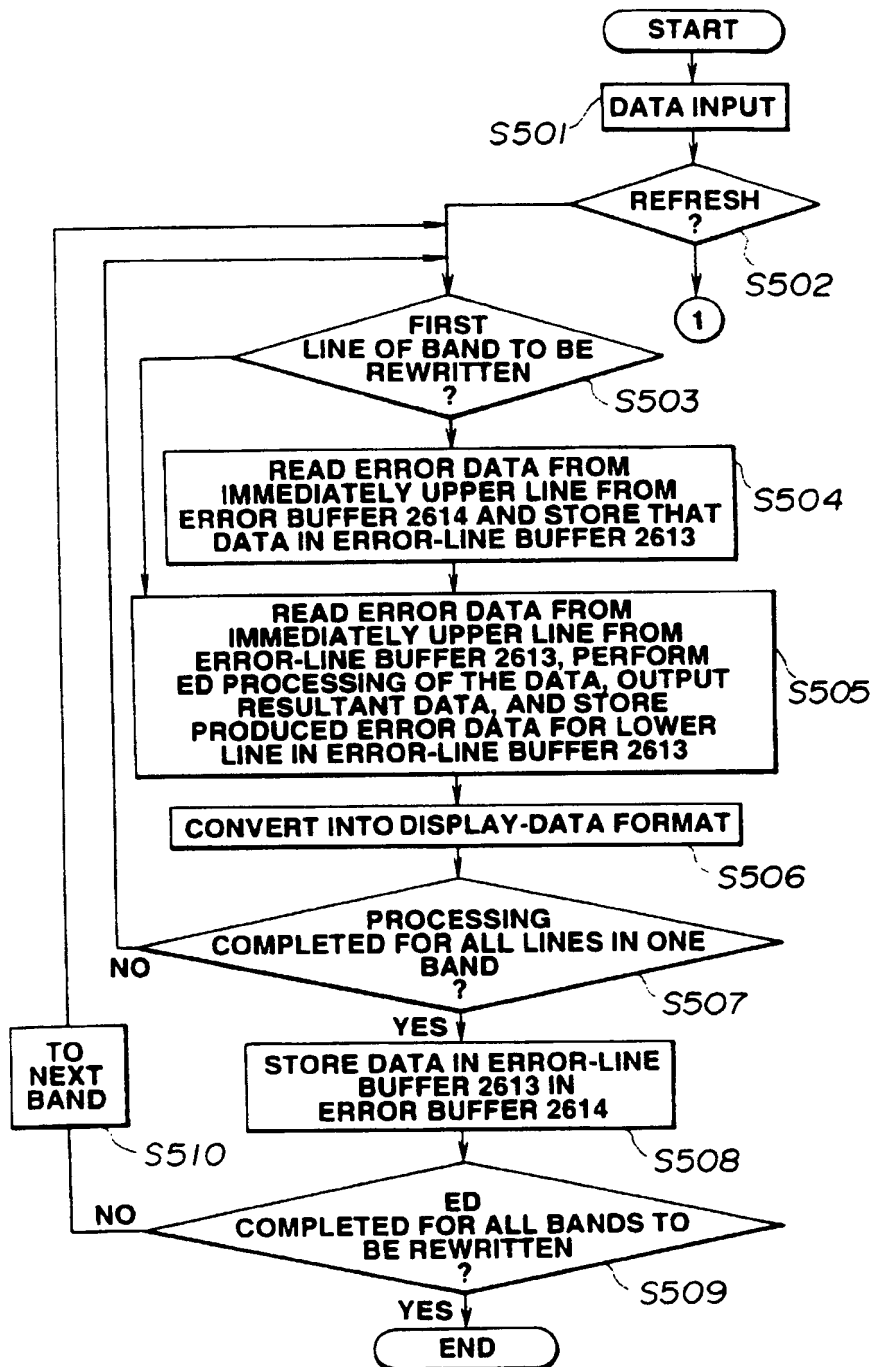 START
DATA INPUT
S501
REFRESH
?
S502
1
FIRST
LINE OF BAND TO BE
REWRITTEN
?
S503
READ ERROR DATA FROM
IMMEDIATELY UPPER LINE FROM
ERROR BUFFER 2614 AND STORE THAT
DATA IN ERROR-LINE BUFFER 2613
S504
READ ERROR DATA FROM
IMMEDIATELY UPPER LINE FROM
ERROR-LINE BUFFER 2613, PERFORM
ED PROCESSING OF THE DATA, OUTPUT
RESULTANT DATA, AND STORE
PRODUCED ERROR DATA FOR LOWER
LINE IN ERROR-LINE BUFFER 2613
S505
CONVERT INTO DISPLAY-DATA FORMAT
S506
PROCESSING
COMPLETED FOR ALL LINES IN ONE
BAND
?
NO
S507
YES
STORE DATA IN ERROR-LINE
BUFFER 2613 IN
ERROR BUFFER 2614
S508
TO
NEXT
BAND
S510
ED
COMPLETED FOR ALL BANDS TO
BE REWRITTEN
?
NO
S509
YES
END